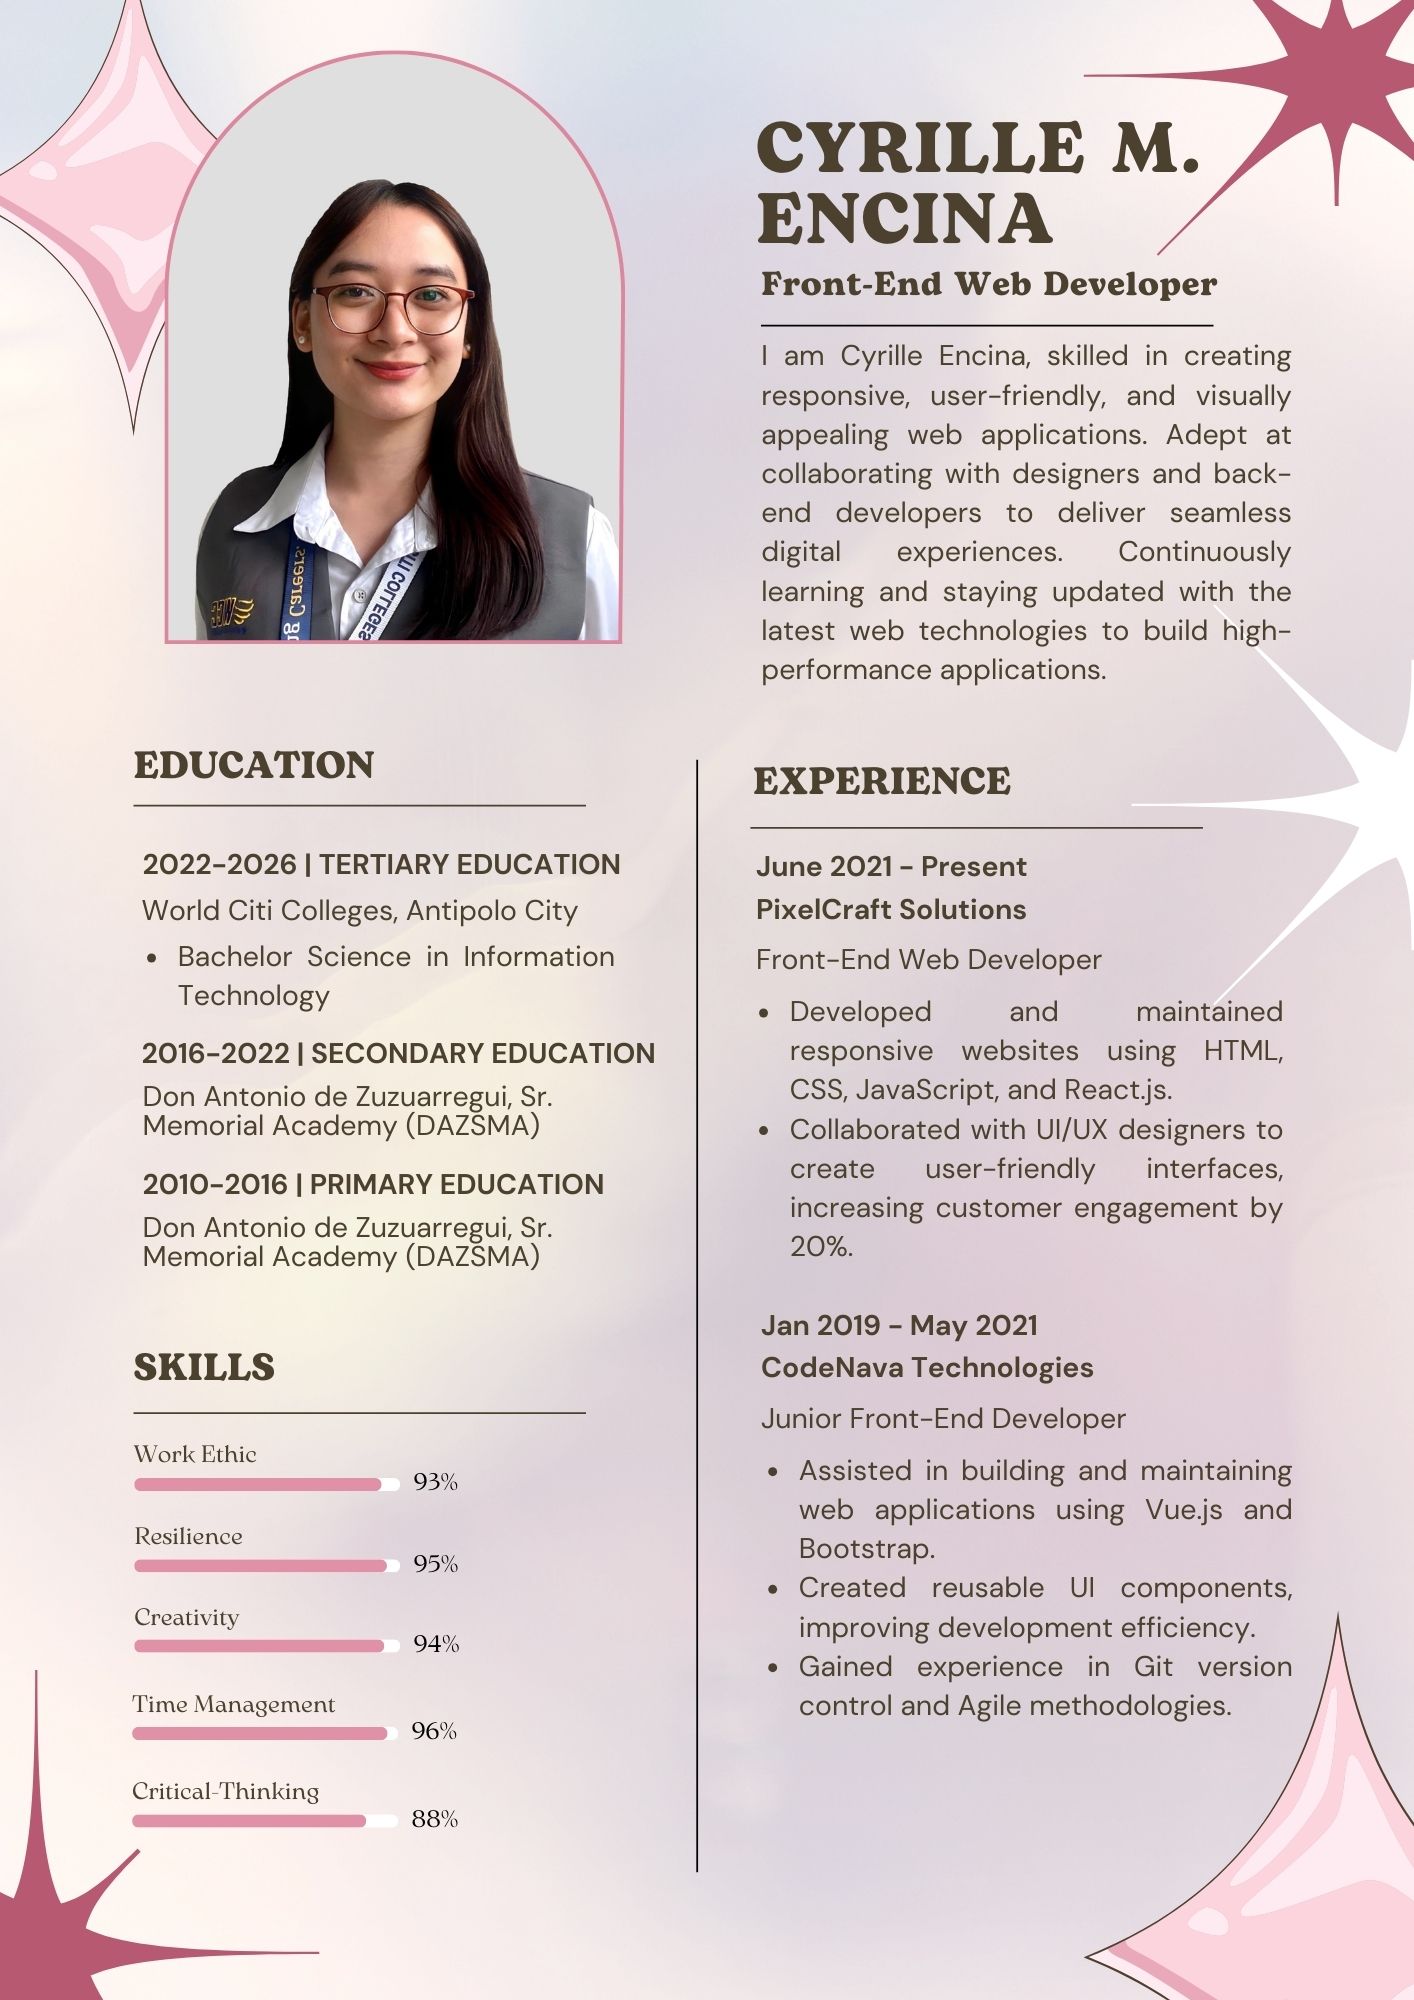 CYRILLE M.
ENCINA
Front-End Web Developer
I am Cyrille Encina, skilled in creating
responsive, user-friendly, and visually
appealing web applications. Adept at
collaborating with designers and back-
end developers to deliver seamless
digital experiences. Continuously
learning and staying updated with the
latest web technologies to build high-
performance applications.
ng Careers.
ITI COLLEGES
EDUCATION
2022-2026 | TERTIARY EDUCATION
World Citi Colleges, Antipolo City
• Bachelor Science in Information
Technology
2016-2022 | SECONDARY EDUCATION
Don Antonio de Zuzuarregui, Sr.
Memorial Academy (DAZSMA)
2010-2016 | PRIMARY EDUCATION
Don Antonio de Zuzuarregui, Sr.
Memorial Academy (DAZSMA)
SKILLS
Work Ethic
93%
Resilience
95%
Creativity
94%
Time Management
96%
Critical-Thinking
88%
EXPERIENCE
June 2021 - Present
PixelCraft Solutions
Front-End Web Developer
• Developed and maintained
responsive websites using HTML,
CSS, JavaScript, and React.js.
• Collaborated with UI/UX designers to
create user-friendly interfaces,
increasing customer engagement by
20%.
Jan 2019 - May 2021
CodeNava Technologies
Junior Front-End Developer
• Assisted in building and maintaining
web applications using Vue.js and
Bootstrap.
• Created reusable UI components,
improving development efficiency.
• Gained experience in Git version
control and Agile methodologies.